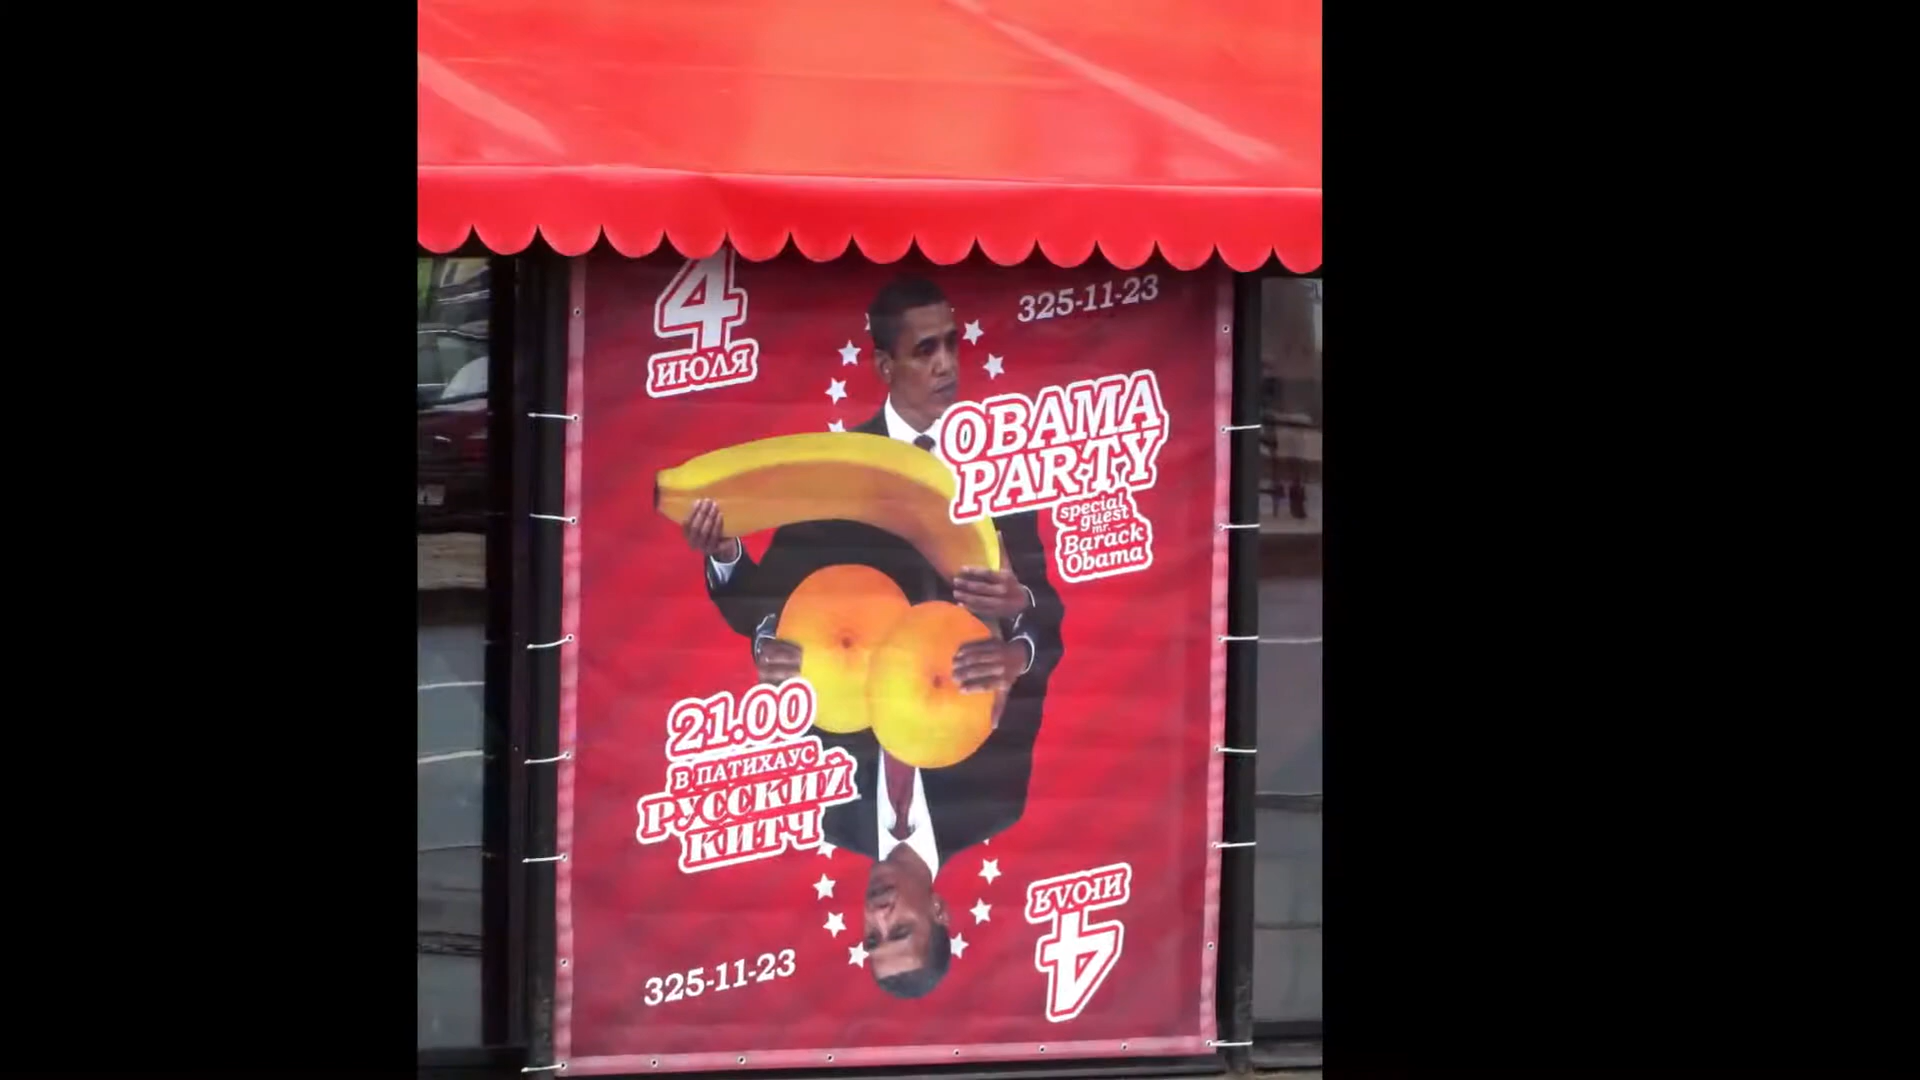 4
ИЮЛЯ
325-11-23
OBAMA
PARTY
special
guest
mr.
Barack
Obama
21.00
В ПАТИХАУС
РУССКИЙ
КИТЧ
325-11-23
4
ИЮЛЯ